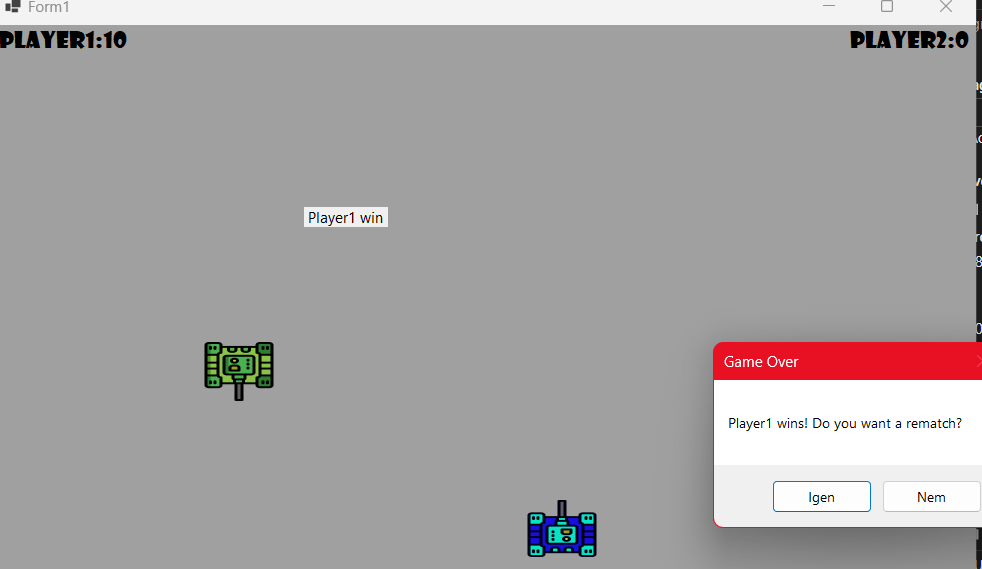 Form1
PLAYER1:10
PLAYER2:0
Player1 win
Game Over
Player1 wins! Do you want a rematch?
Igen
Nem